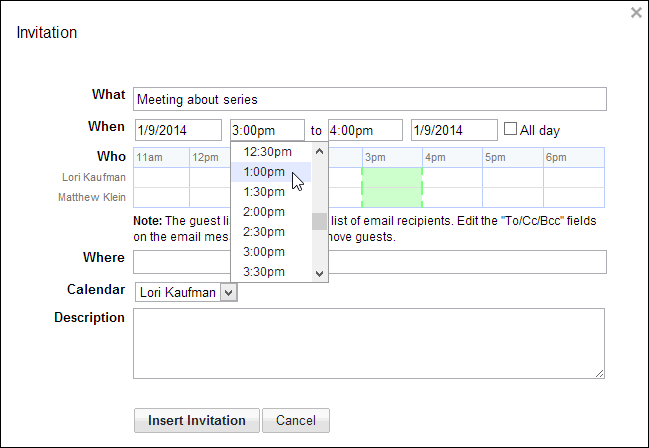 Invitation
What Meeting about series
When 1/9/2014 3:00pm to 4:00pm 1/9/2014 All day
12:30pm
Who 11am 12pm 3pm 4pm 5pm 6pm
1:00pm
Lori Kaufman
1:30pm
Matthew Klein
2:00pm
Note: The guest li list of email recipients. Edit the "To/Cc/Bcc" fields
2:30pm
on the email mes move guests.
3:00pm
Where
3:30pm
Calendar Lori Kaufman
Description
Insert Invitation Cancel